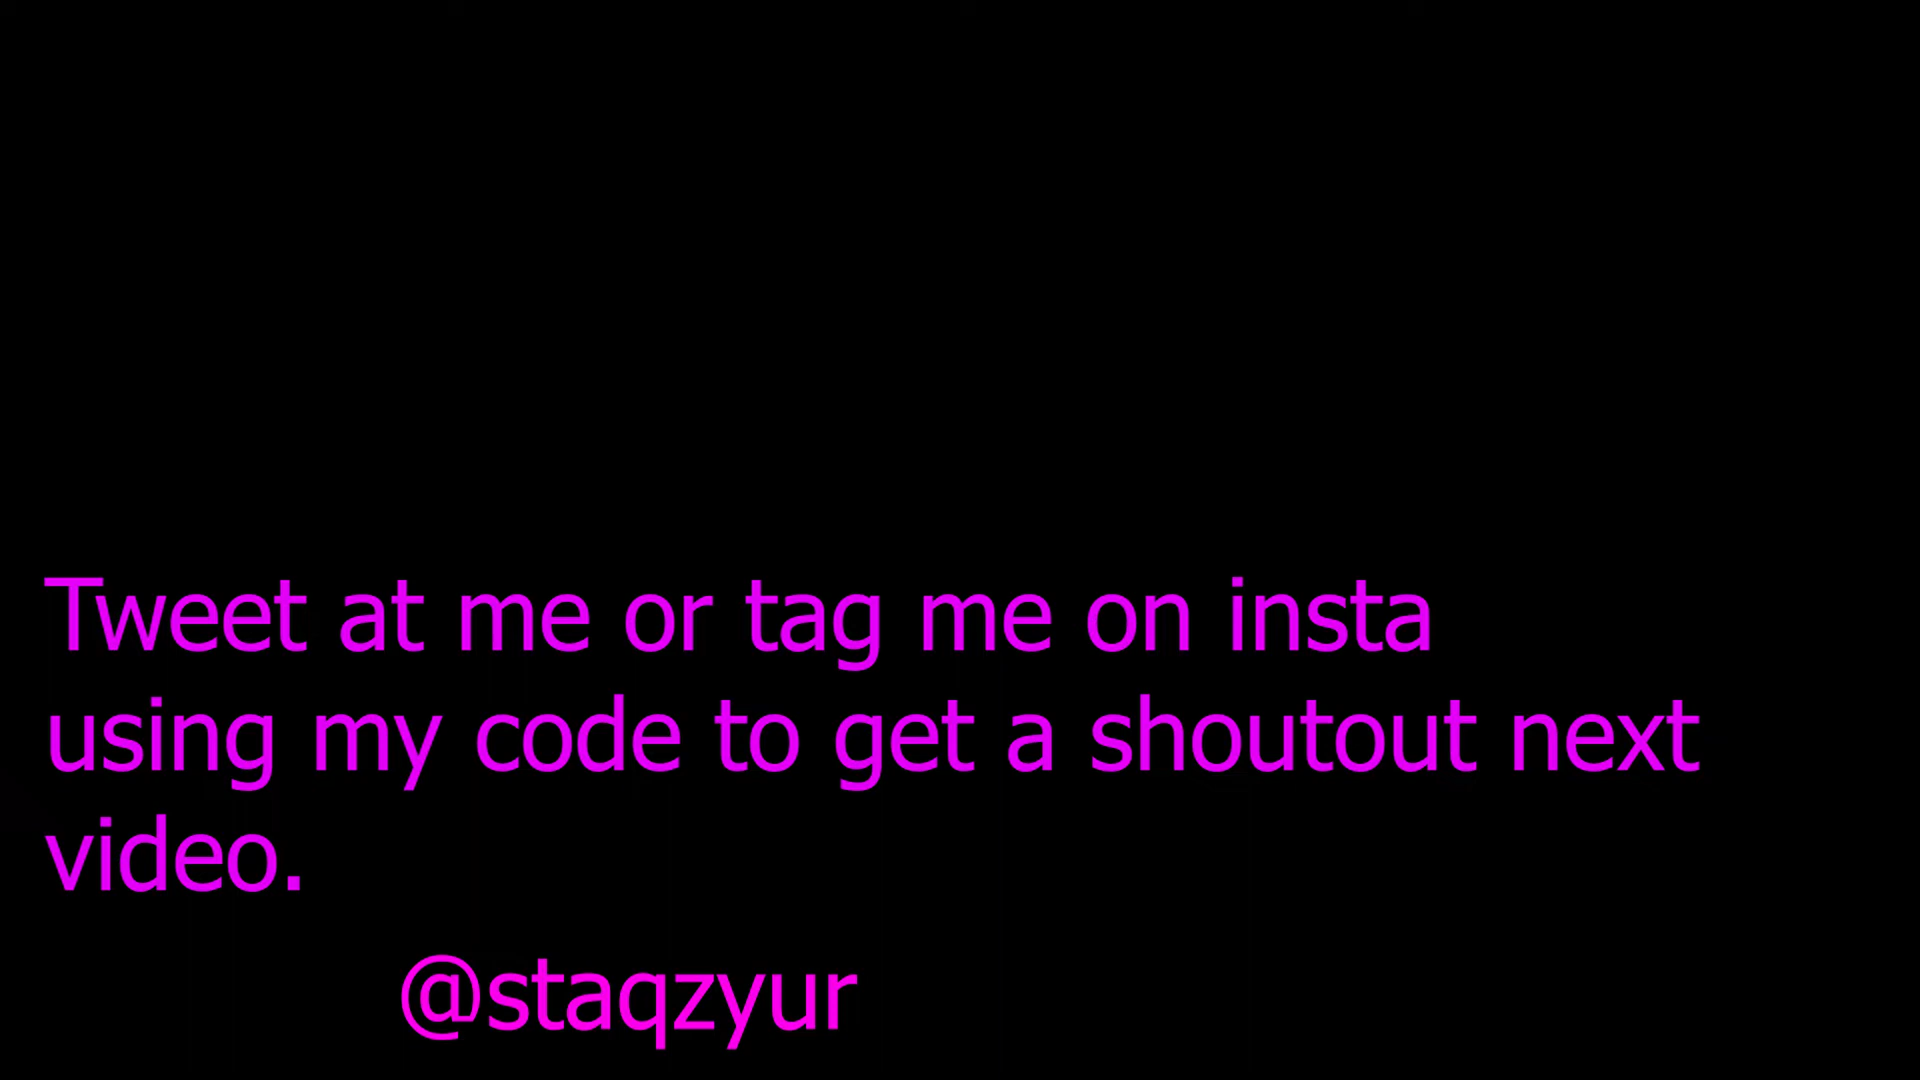 Tweet at me or tag me on insta
using my code to get a shoutout next
video.
@staqzyur